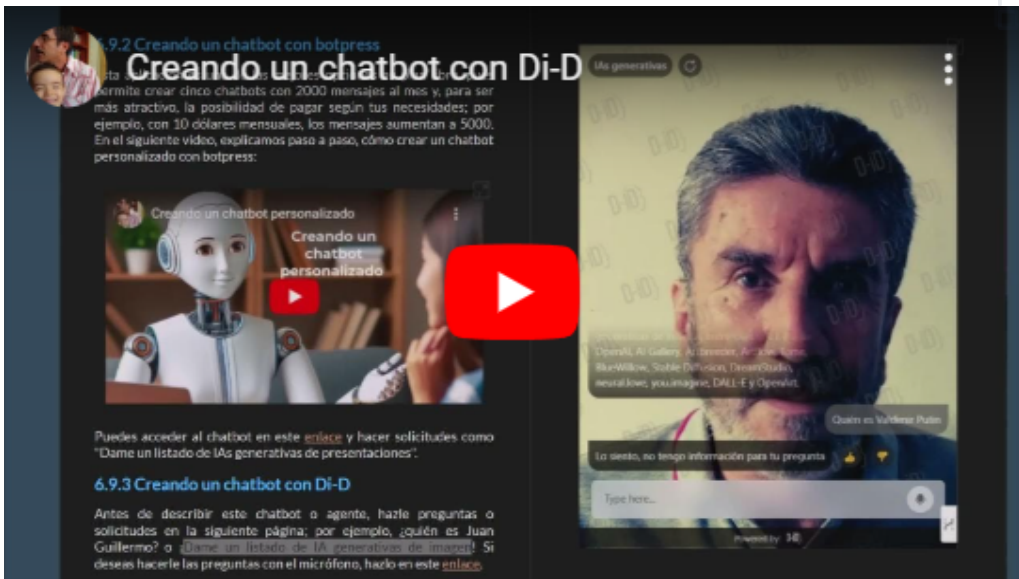 6.9.2 Creando un chatbot con botpress
Creando un chatbot con Di-D
permite crear cinco chatbots con 2000 mensajes al mes y, para ser
más atractivo, la posibilidad de pagar según tus necesidades; por
ejemplo, con 10 dólares mensuales, los mensajes aumentan a 5000.
En el siguiente video, explicamos paso a paso, cómo crear un chatbot
personalizado con botpress:
Creando un chatbot personalizado
Creando un
chatbot
personalizado
Puedes acceder al chatbot en este enlace y hacer solicitudes como
"Dame un listado de IAs generativas de presentaciones".
6.9.3 Creando un chatbot con Di-D
Antes de describir este chatbot o agente, hazle preguntas o
solicitudes en la siguiente página; por ejemplo, ¿quién es Juan
Guillermo? o ¡Dame un listado de IA generativas de imagen! Si
deseas hacerle las preguntas con el micrófono, hazlo en este enlace.
IAs generativas
OpenAI, AI Gallery,
BlueWillow, Stable Diffusion, DreamStudio,
neural.love, you.imagine, DALL-E y OpenArt.
Quién es Valdimir Putin
Lo siento, no tengo información para tu pregunta
Type here...
Powered by D-iD